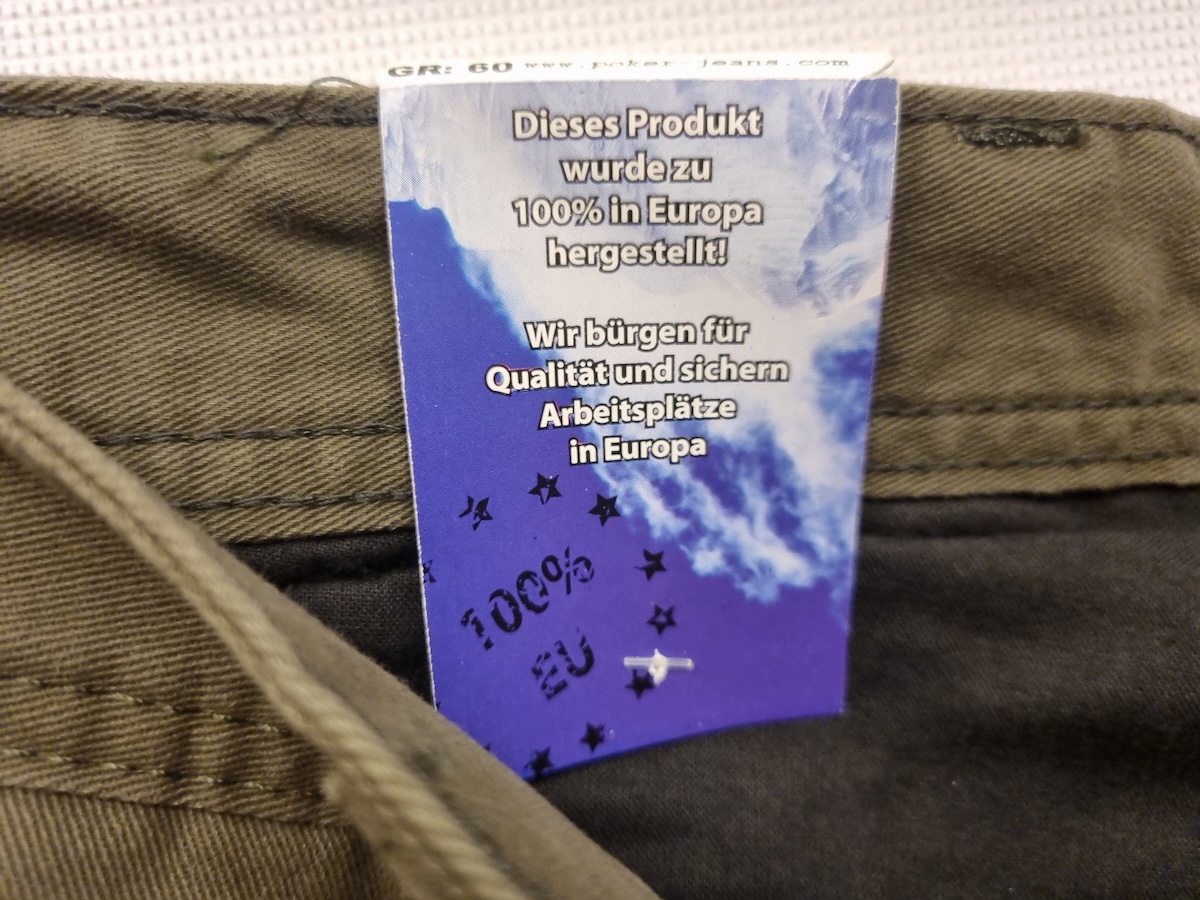 GR: 60 www.poker-jeans.com
Dieses Produkt
wurde zu
100% in Europa
hergestellt!
Wir bürgen für
Qualität und sichern
Arbeitsplätze
in Europa
100%
EU